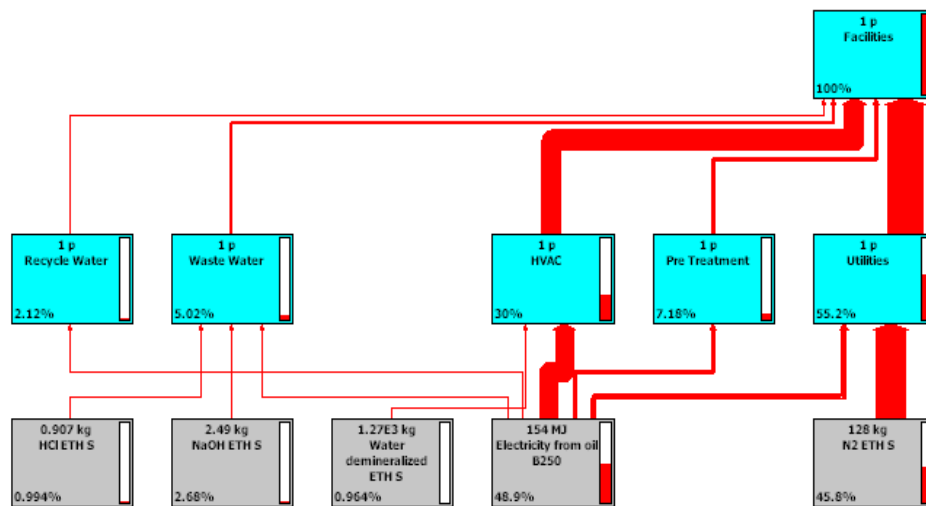 1 p
Facilities
100%
1 p
Recycle Water
2.12%
1 p
Waste Water
5.02%
1 p
HVAC
30%
1 p
Pre Treatment
7.18%
1 p
Utilities
55.2%
0.907 kg
HCl ETH S
0.994%
2.49 kg
NaOH ETH S
2.68%
1.27E3 kg
Water
demineralized
ETH S
0.964%
154 MJ
Electricity from oil
B250
48.9%
128 kg
N2 ETH S
45.8%